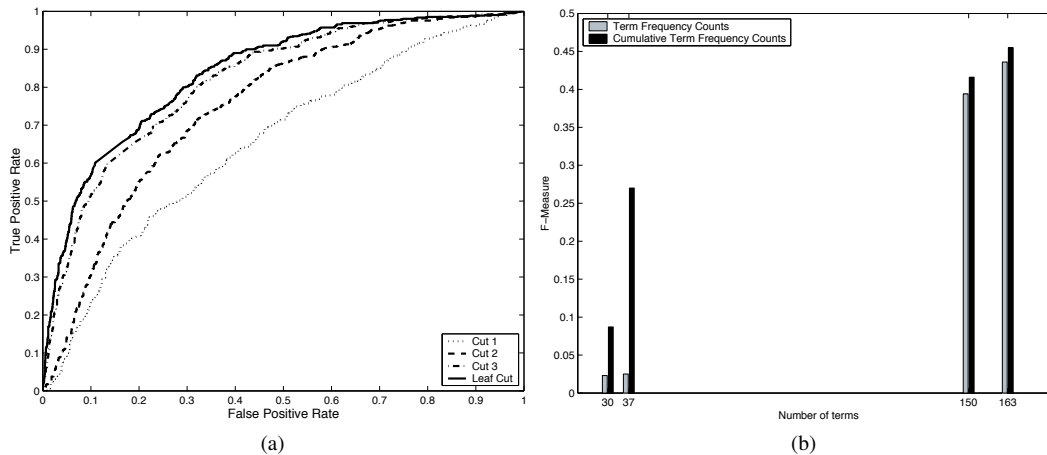 1
0.9
0.8
0.7
0.6
0.5
0.4
0.3
0.2
0.1
0
True Positive Rate
0 0.1 0.2 0.3 0.4 0.5 0.6 0.7 0.8 0.9 1
False Positive Rate
Cut 1
Cut 2
Cut 3
Leaf Cut
(a)
0.5
0.45
0.4
0.35
0.3
0.25
0.2
0.15
0.1
0.05
0
F-Measure
Term Frequency Counts
Cumulative Term Frequency Counts
30 37 150 163
Number of terms
(b)